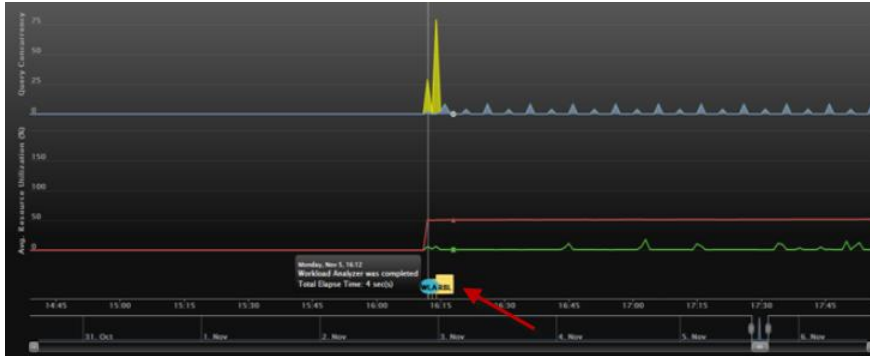 Query Concurrency
75
50
25
0
Avg. Resource Utilization (%)
150
100
50
0
Monday, Nov 5, 16:12
Workload Analyzer was completed
Total Elapse Time: 4 sec(s)
WLA RBL
14:45 15:00 15:15 15:30 15:45 16:00 16:15 16:30 16:45 17:00 17:15 17:30 17:45
31. Oct 1. Nov 2. Nov 3. Nov 4. Nov 5. Nov 6. Nov